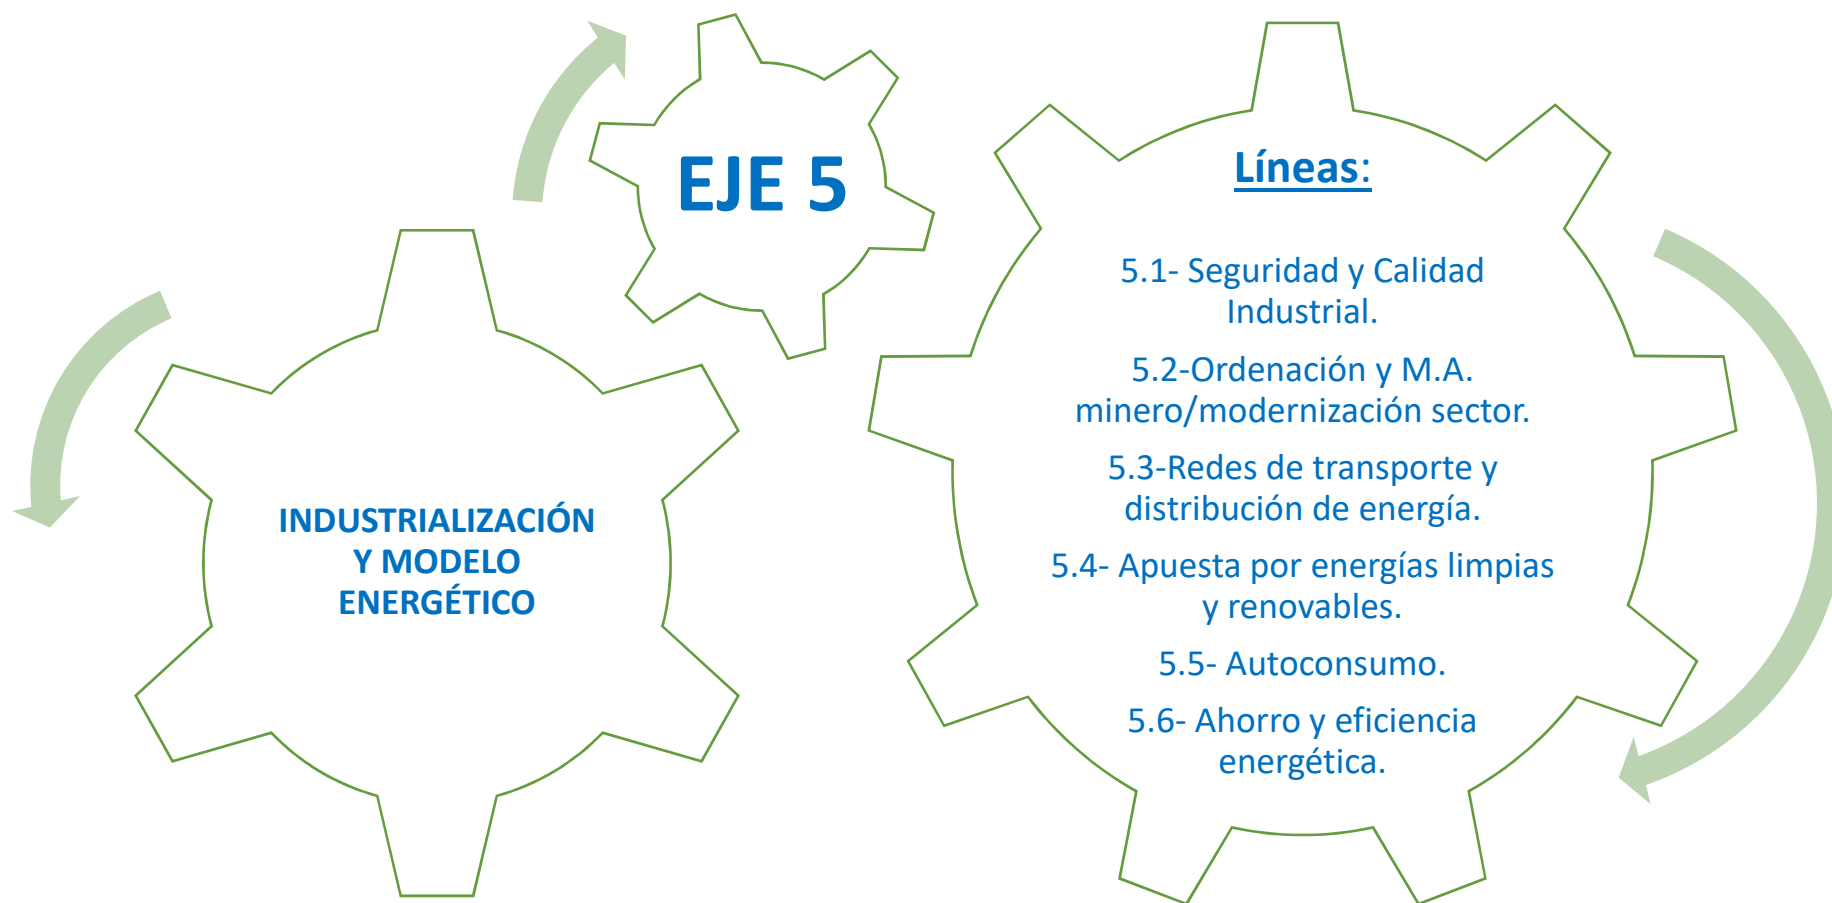 EJE 5
INDUSTRIALIZACIÓN
Y MODELO
ENERGÉTICO
Líneas:
5.1- Seguridad y Calidad
Industrial.
5.2-Ordenación y M.A.
minero/modernización sector.
5.3-Redes de transporte y
distribución de energía.
5.4- Apuesta por energías limpias
y renovables.
5.5- Autoconsumo.
5.6- Ahorro y eficiencia
energética.